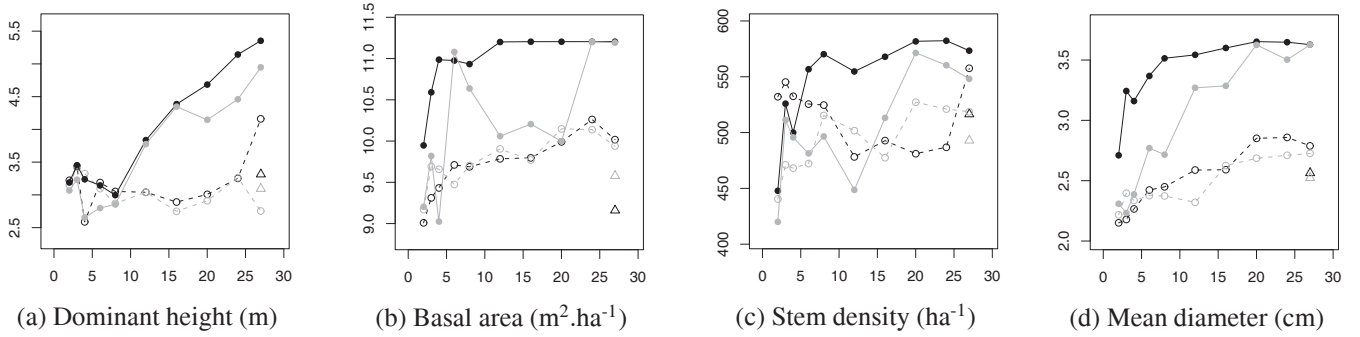 5.5
4.5
3.5
2.5
0 5 10 15 20 25 30
(a) Dominant height (m)
11.5
11.0
10.5
10.0
9.5
9.0
0 5 10 15 20 25 30
(b) Basal area (m².ha⁻¹)
600
550
500
450
400
0 5 10 15 20 25 30
(c) Stem density (ha⁻¹)
3.5
3.0
2.5
2.0
0 5 10 15 20 25 30
(d) Mean diameter (cm)